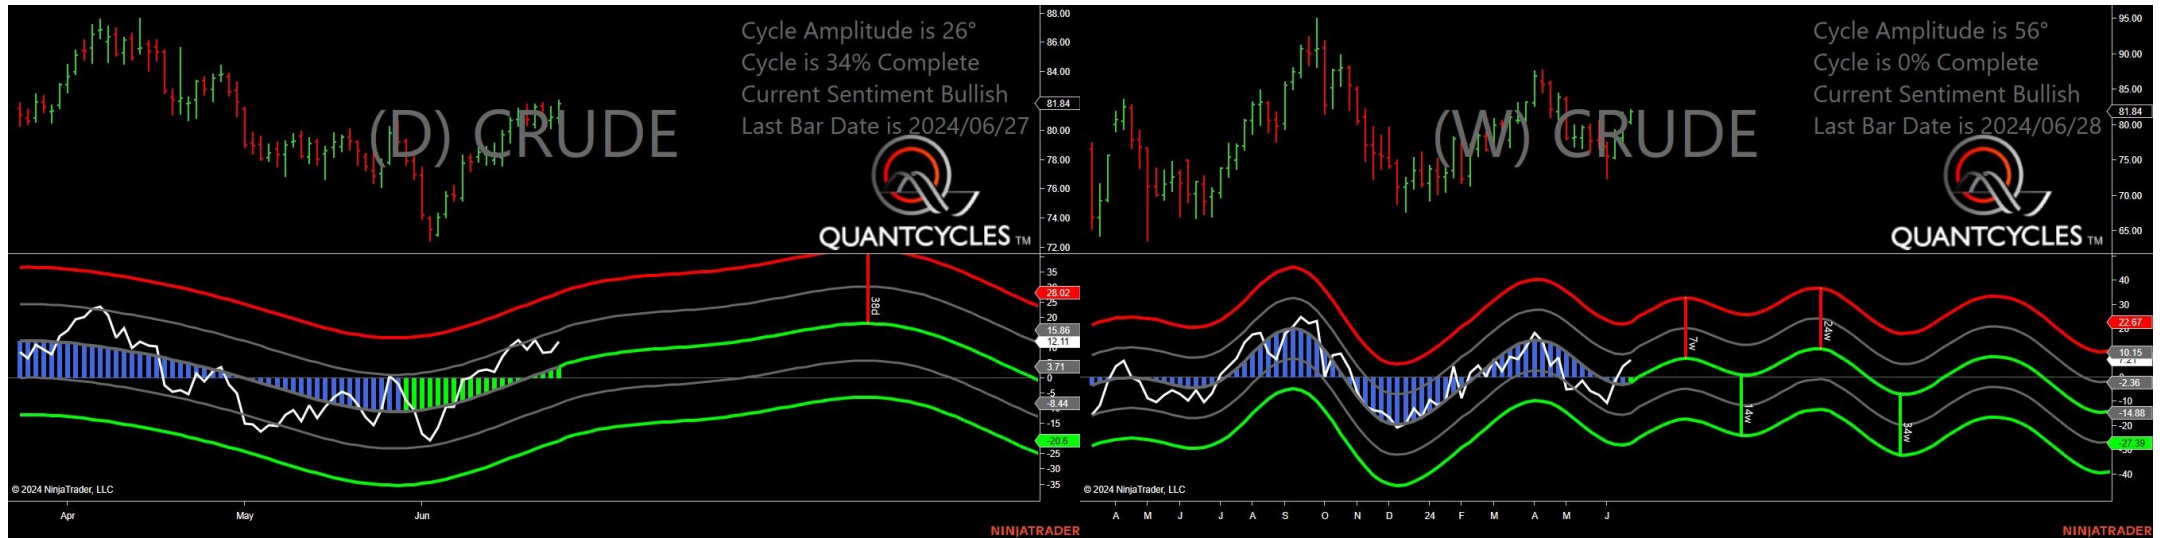 Cycle Amplitude is 26°
Cycle is 34% Complete
Current Sentiment Bullish
Last Bar Date is 2024/06/27
(D) CRUDE
QUANTCYCLES TM
88.00
86.00
84.00
81.84
80.00
78.00
76.00
74.00
72.00
38d
35
28.02
25
20
15.86
12.11
3.71
0
-8.44
-15
-20.6
-25
-30
-35
© 2024 NinjaTrader, LLC
Apr May Jun
NINJATRADER
Cycle Amplitude is 56°
Cycle is 0% Complete
Current Sentiment Bullish
Last Bar Date is 2024/06/28
(W) CRUDE
QUANTCYCLES TM
95.00
90.00
85.00
81.84
80.00
75.00
70.00
65.00
7w
14w
24w
34w
40
30
22.67
10.15
-2.36
-10
-14.88
-20
-27.39
-40
© 2024 NinjaTrader, LLC
A M J J A S O N D 24 F M A M J
NINJATRADER